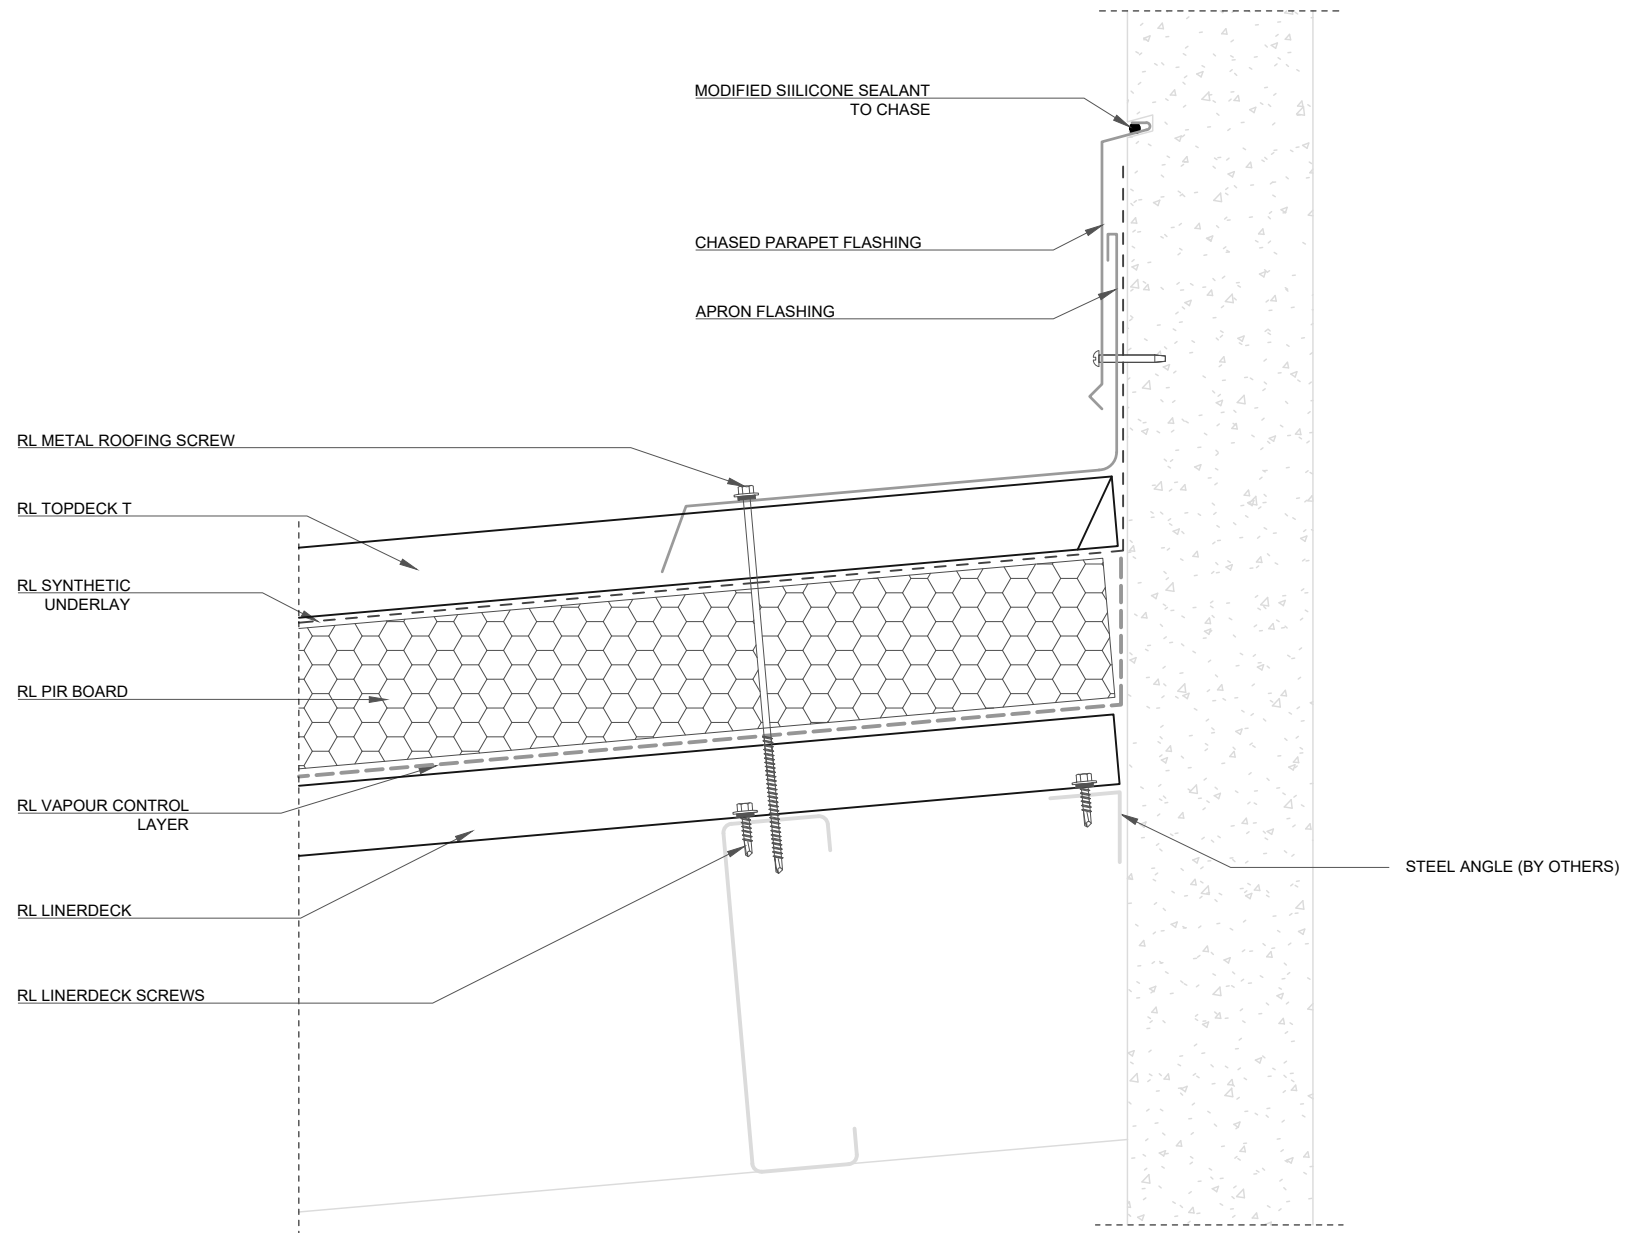 MODIFIED SIILICONE SEALANT
TO CHASE
CHASED PARAPET FLASHING
APRON FLASHING
RL METAL ROOFING SCREW
RL TOPDECK T
RL SYNTHETIC
UNDERLAY
RL PIR BOARD
RL VAPOUR CONTROL
LAYER
STEEL ANGLE (BY OTHERS)
RL LINERDECK
RL LINERDECK SCREWS